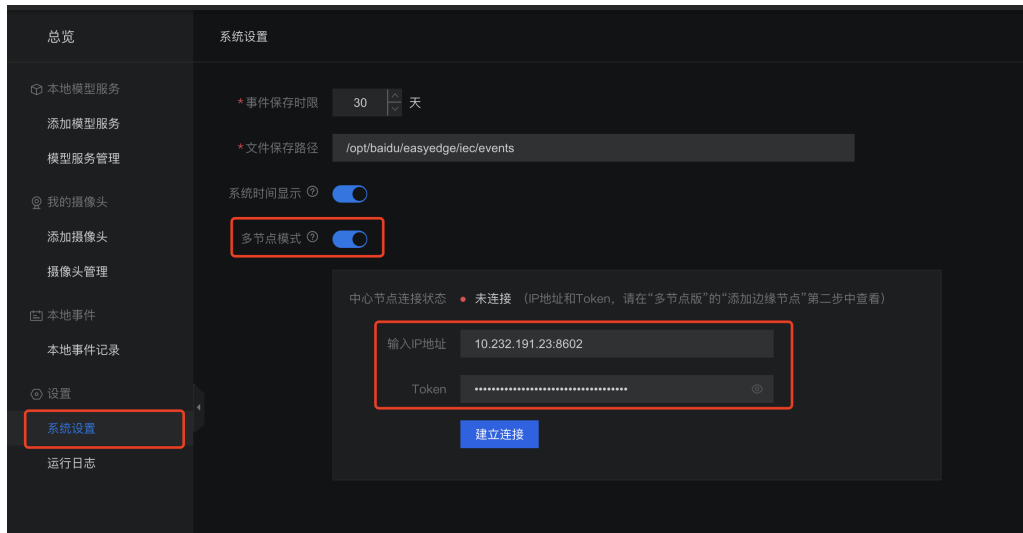 总览
系统设置
本地模型服务
添加模型服务
模型服务管理
我的摄像头
添加摄像头
摄像头管理
本地事件
本地事件记录
设置
系统设置
运行日志
*事件保存时限 30 天
*文件保存路径 /opt/baidu/easyedge/iec/events
系统时间显示
多节点模式
中心节点连接状态 未连接 (IP地址和Token, 请在“多节点版”的“添加边缘节点”第二步中查看)
输入IP地址 10.232.191.23:8602
Token
建立连接